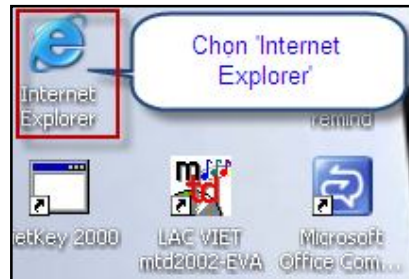 Chọn 'Internet
Explorer'
Internet
Explorer
remind
etKey 2000
LAC VIET
mtd2002-EVA
Microsoft
Office Com...